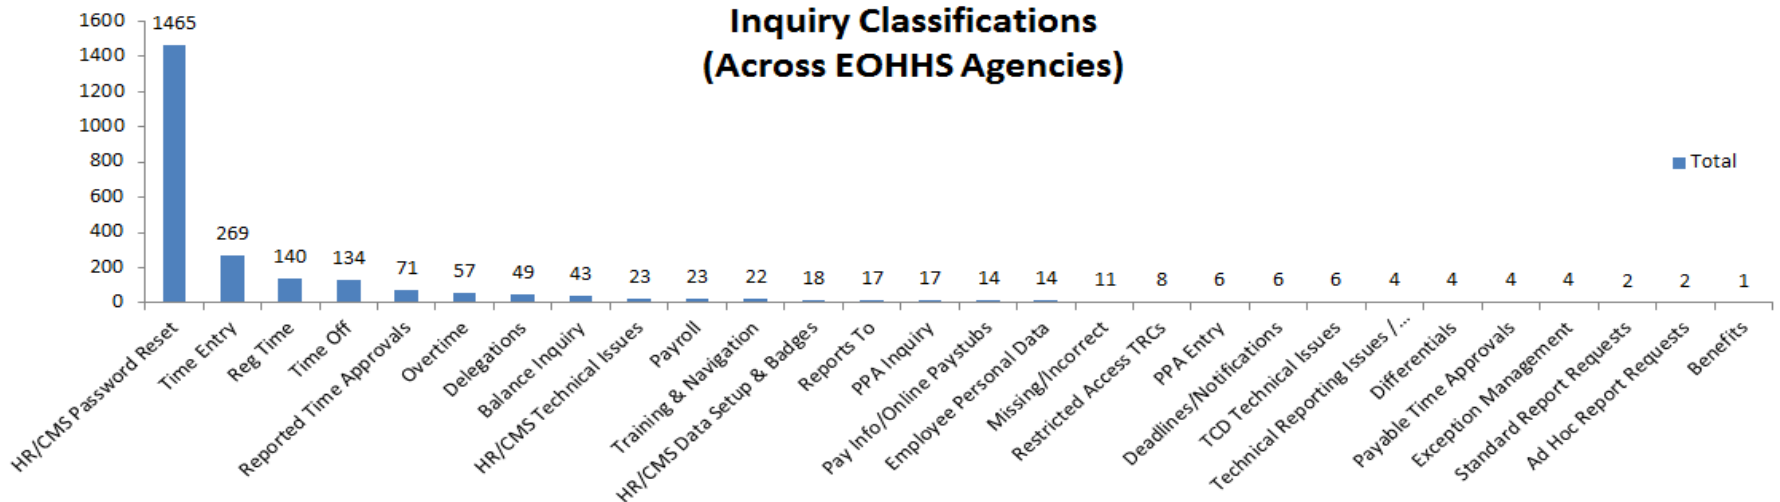 Inquiry Classifications
(Across EOHHS Agencies)
1600
1400
1200
1000
800
600
400
200
0
1465
269
140
134
71
57
49
43
23
23
22
18
17
17
14
14
11
8
6
6
6
4
4
4
4
2
2
1
Total
HR/CMS Password Reset
Time Entry
Reg Time
Time Off
Reported Time Approvals
Overtime
Delegations
Balance Inquiry
HR/CMS Technical Issues
Payroll
Training & Navigation
HR/CMS Data Setup & Badges
Reports To
PPA Inquiry
Pay Info/Online Paystubs
Employee Personal Data
Missing/Incorrect
Restricted Access TRCs
PPA Entry
Deadlines/Notifications
TCD Technical Issues
Technical Reporting Issues /...
Differentials
Payable Time Approvals
Exception Management
Standard Report Requests
Ad Hoc Report Requests
Benefits